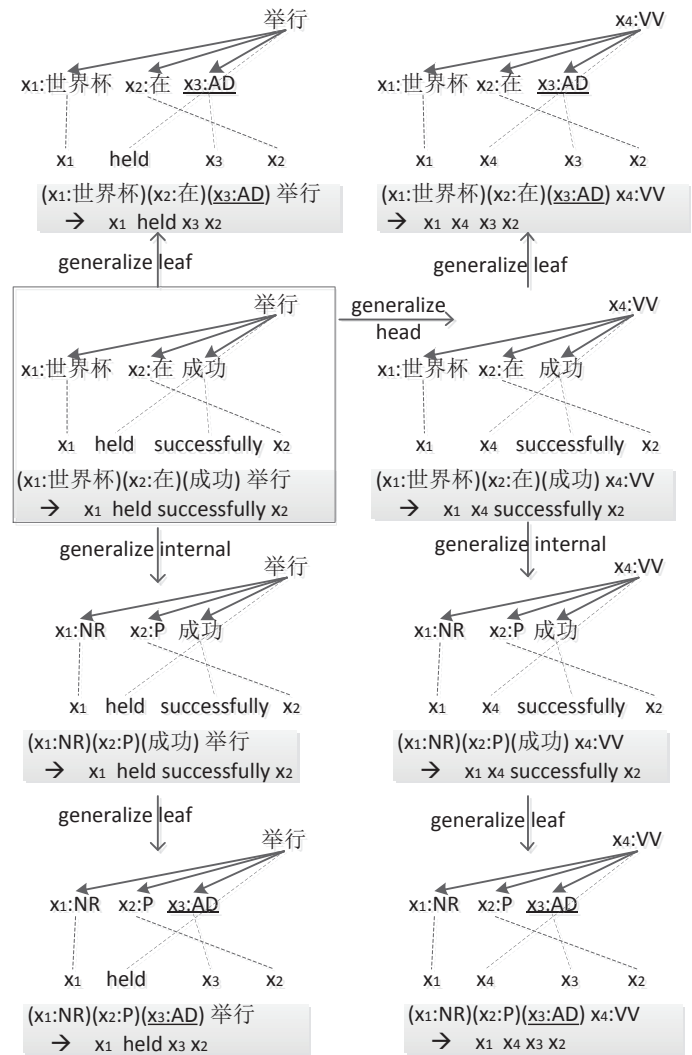 举行 x4:VV
x1:世界杯 x2:在 x3:AD x1:世界杯 x2:在 x3:AD
x1 held x3 x2 x1 x4 x3 x2
(x1:世界杯)(x2:在)(x3:AD) 举行 (x1:世界杯)(x2:在)(x3:AD) x4:VV
→ x1 held x3 x2 → x1 x4 x3 x2
generalize leaf generalize leaf
举行 generalize head x4:VV
x1:世界杯 x2:在 成功 x1:世界杯 x2:在 成功
x1 held successfully x2 x1 x4 successfully x2
(x1:世界杯)(x2:在)(成功) 举行 (x1:世界杯)(x2:在)(成功) x4:VV
→ x1 held successfully x2 → x1 x4 successfully x2
generalize internal generalize internal
举行 x4:VV
x1:NR x2:P 成功 x1:NR x2:P 成功
x1 held successfully x2 x1 x4 successfully x2
(x1:NR)(x2:P)(成功) 举行 (x1:NR)(x2:P)(成功) x4:VV
→ x1 held successfully x2 → x1 x4 successfully x2
generalize leaf generalize leaf
举行 x4:VV
x1:NR x2:P x3:AD x1:NR x2:P x3:AD
x1 held x3 x2 x1 x4 x3 x2
(x1:NR)(x2:P)(x3:AD) 举行 (x1:NR)(x2:P)(x3:AD) x4:VV
→ x1 held x3 x2 → x1 x4 x3 x2